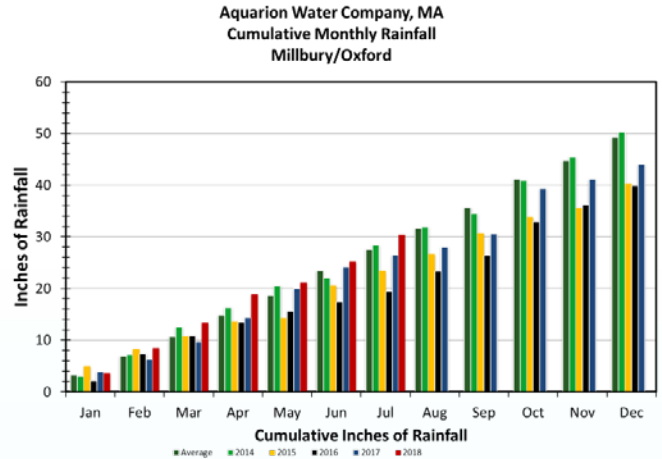 Aquarion Water Company, MA
Cumulative Monthly Rainfall
Millbury/Oxford
Inches of Rainfall
60
50
40
30
20
10
0
Jan Feb Mar Apr May Jun Jul Aug Sep Oct Nov Dec
Cumulative Inches of Rainfall
Average 2014 2015 2016 2017 2018